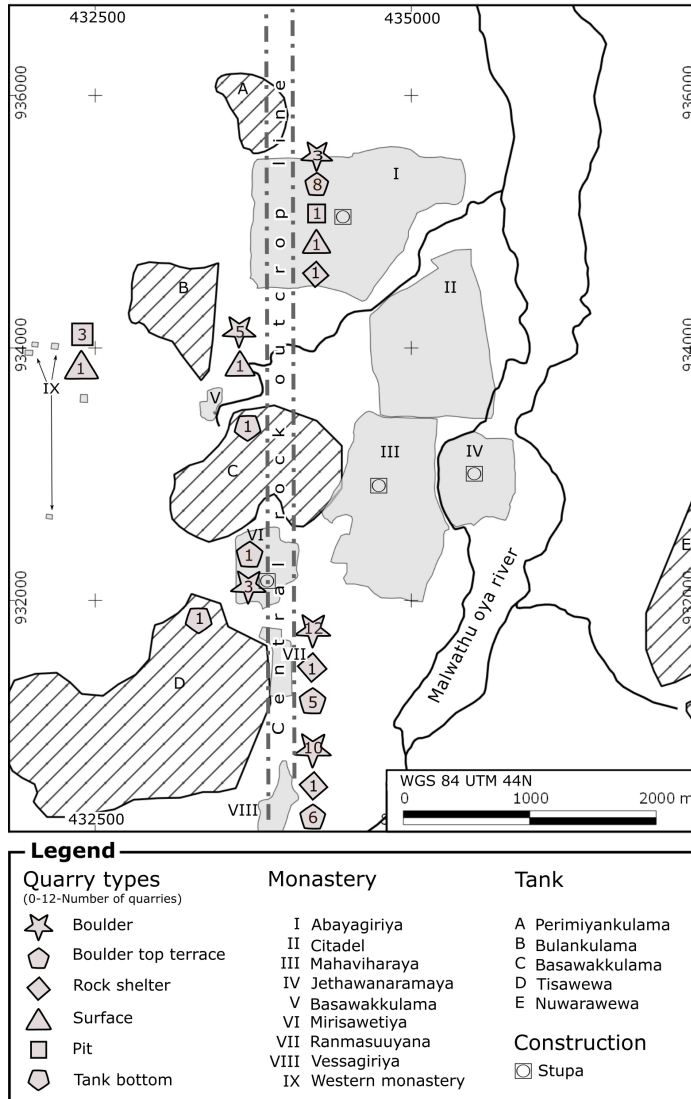 432500
435000
936000
936000
A
3
I
8
1
1
1
B
II
3
5
934000
934000
1
1
IX
V
1
III
IV
C
VI
1
3
E
932000
932000
1
12
VII
1
D
5
Malwathu oya river
Central rock outcrop line
10
1
VIII
6
432500
WGS 84 UTM 44N
0 1000 2000 m
Legend
Quarry types
(0-12-Number of quarries)
Boulder
Boulder top terrace
Rock shelter
Surface
Pit
Tank bottom
Monastery
I Abayagiriya
II Citadel
III Mahaviharaya
IV Jethawanaramaya
V Basawakkulama
VI Mirisawetiya
VII Ranmasuuyana
VIII Vessagiriya
IX Western monastery
Tank
A Perimiyankulama
B Bulankulama
C Basawakkulama
D Tisawewa
E Nuwarawewa
Construction
Stupa